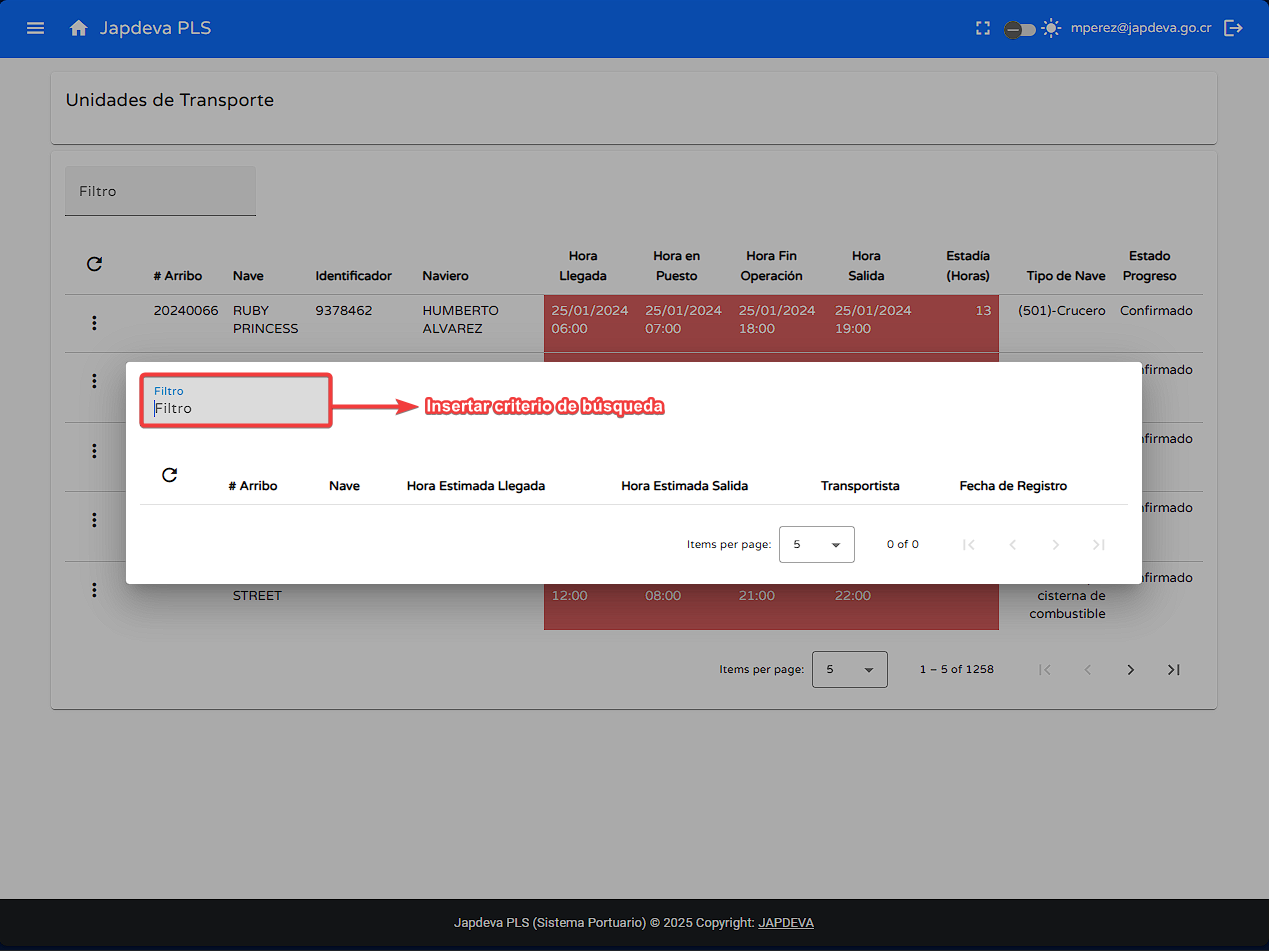 Japdeva PLS
mperez@japdeva.go.cr
Unidades de Transporte
Filtro
# Arribo Nave Identificador Naviero Hora Llegada Hora en Puesto Hora Fin Operación Hora Salida Estadía (Horas) Tipo de Nave Estado Progreso
20240066 RUBY PRINCESS 9378462 HUMBERTO ALVAREZ 25/01/2024 06:00 25/01/2024 07:00 25/01/2024 18:00 25/01/2024 19:00 13 (501)-Crucero Confirmado
nfirmado
Filtro
Filtro
Insertar criterio de búsqueda
nfirmado
# Arribo Nave Hora Estimada Llegada Hora Estimada Salida Transportista Fecha de Registro
nfirmado
Items per page: 5 0 of 0
nfirmado
STREET 12:00 08:00 21:00 22:00 cisterna de
combustible
Items per page: 5 1 – 5 of 1258
Japdeva PLS (Sistema Portuario) © 2025 Copyright: JAPDEVA